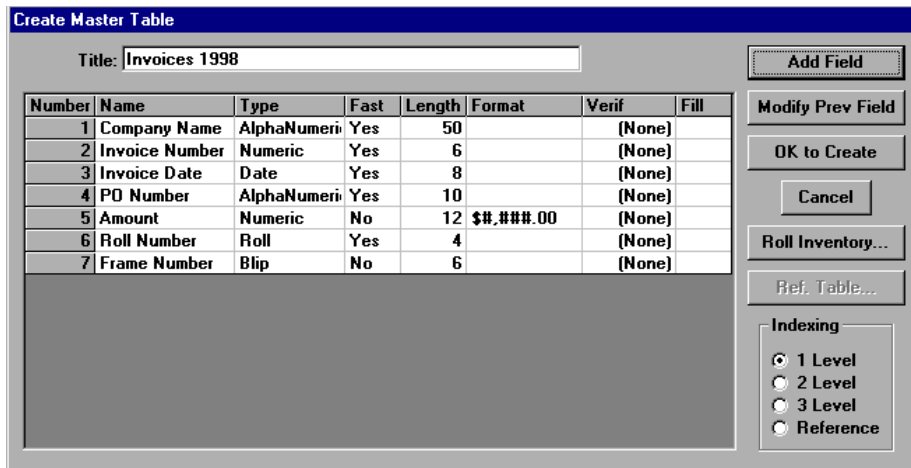 Create Master Table
Title: Invoices 1998
Number Name Type Fast Length Format Verif Fill
1 Company Name AlphaNumeri Yes 50 (None)
2 Invoice Number Numeric Yes 6 (None)
3 Invoice Date Date Yes 8 (None)
4 PO Number AlphaNumeri Yes 10 (None)
5 Amount Numeric No 12 $#,###.00 (None)
6 Roll Number Roll Yes 4 (None)
7 Frame Number Blip No 6 (None)
Add Field
Modify Prev Field
OK to Create
Cancel
Roll Inventory...
Ref. Table...
Indexing
1 Level
2 Level
3 Level
Reference